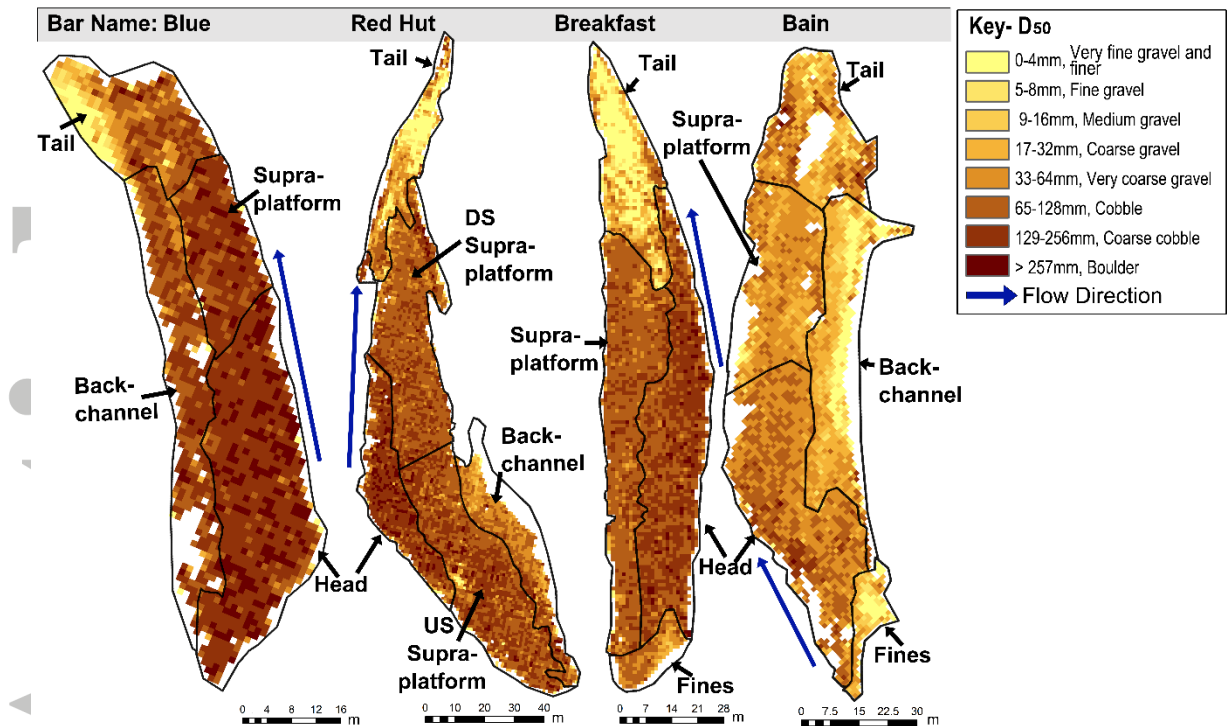 Bar Name: Blue
Red Hut
Breakfast
Bain
Tail
Supra-
platform
Back-
channel
Head
0 4 8 12 16
m
Tail
DS
Supra-
platform
Back-
channel
US
Supra-
platform
0 10 20 30 40
m
Tail
Supra-
platform
Head
Fines
0 7 14 21 28
m
Tail
Supra-
platform
Back-
channel
Fines
0 7.5 15 22.5 30
m
Key- D50
0-4mm, Very fine gravel and
finer
5-8mm, Fine gravel
9-16mm, Medium gravel
17-32mm, Coarse gravel
33-64mm, Very coarse gravel
65-128mm, Cobble
129-256mm, Coarse cobble
> 257mm, Boulder
Flow Direction